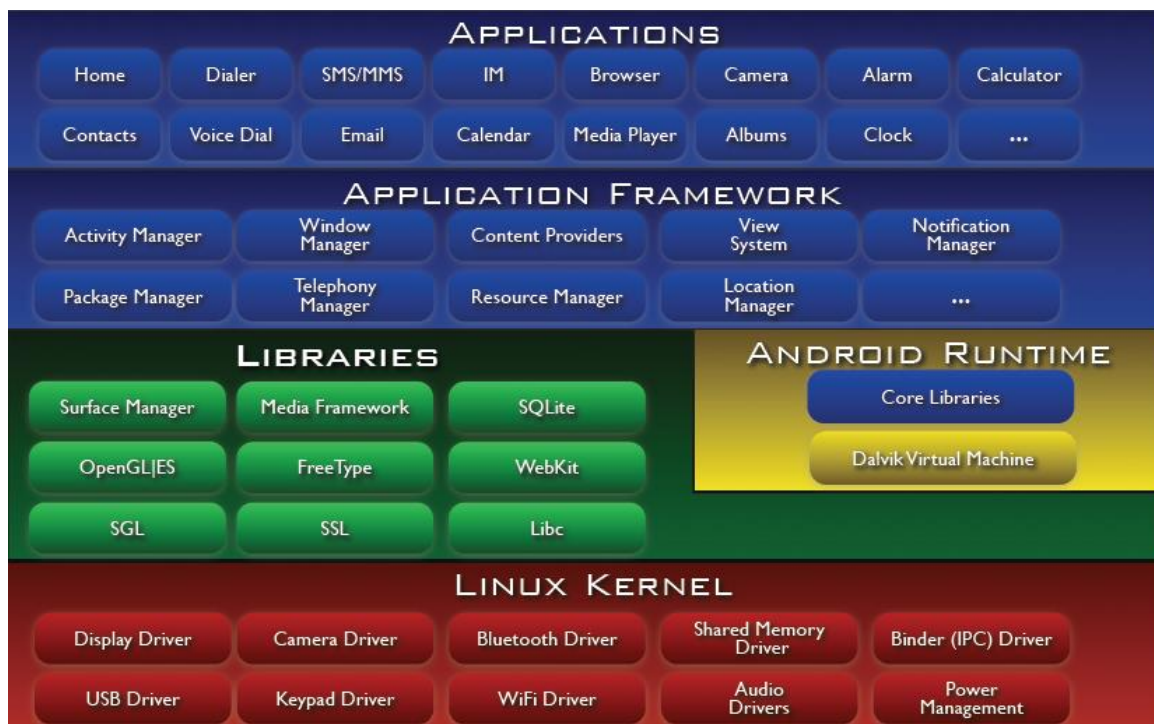 APPLICATIONS
Home Dialer SMS/MMS IM Browser Camera Alarm Calculator
Contacts Voice Dial Email Calendar Media Player Albums Clock ...
APPLICATION FRAMEWORK
Activity Manager
Window
Manager
Content Providers
View
System
Notification
Manager
Package Manager
Telephony
Manager
Resource Manager
Location
Manager
...
LIBRARIES
Surface Manager Media Framework SQLite
OpenGL|ES FreeType WebKit
SGL SSL Libc
ANDROID RUNTIME
Core Libraries
Dalvik Virtual Machine
LINUX KERNEL
Display Driver
Camera Driver
Bluetooth Driver
Shared Memory
Driver
Binder (IPC) Driver
USB Driver
Keypad Driver
WiFi Driver
Audio
Drivers
Power
Management